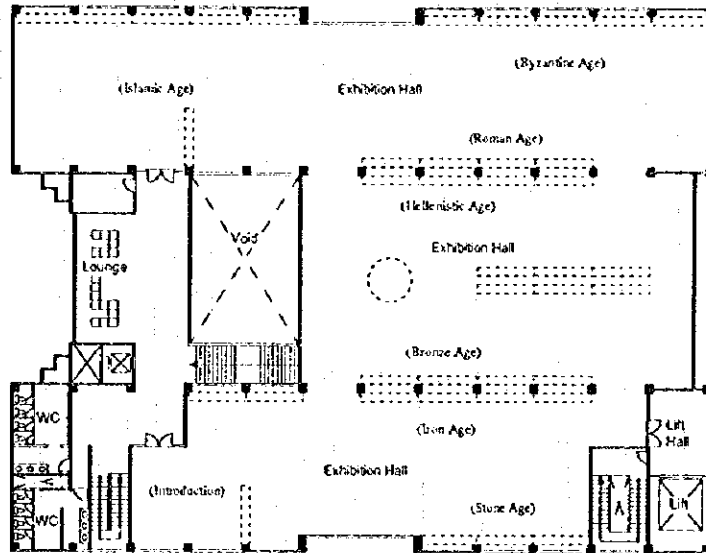 (Byzantine Age)
(Islamic Age)
Exhibition Hall
(Roman Age)
(Hellenistic Age)
Void
Exhibition Hall
Lounge
(Bronze Age)
WC
(Iron Age)
Lift
Hall
Exhibition Hall
(Introduction)
(Stone Age)
Lift
WC